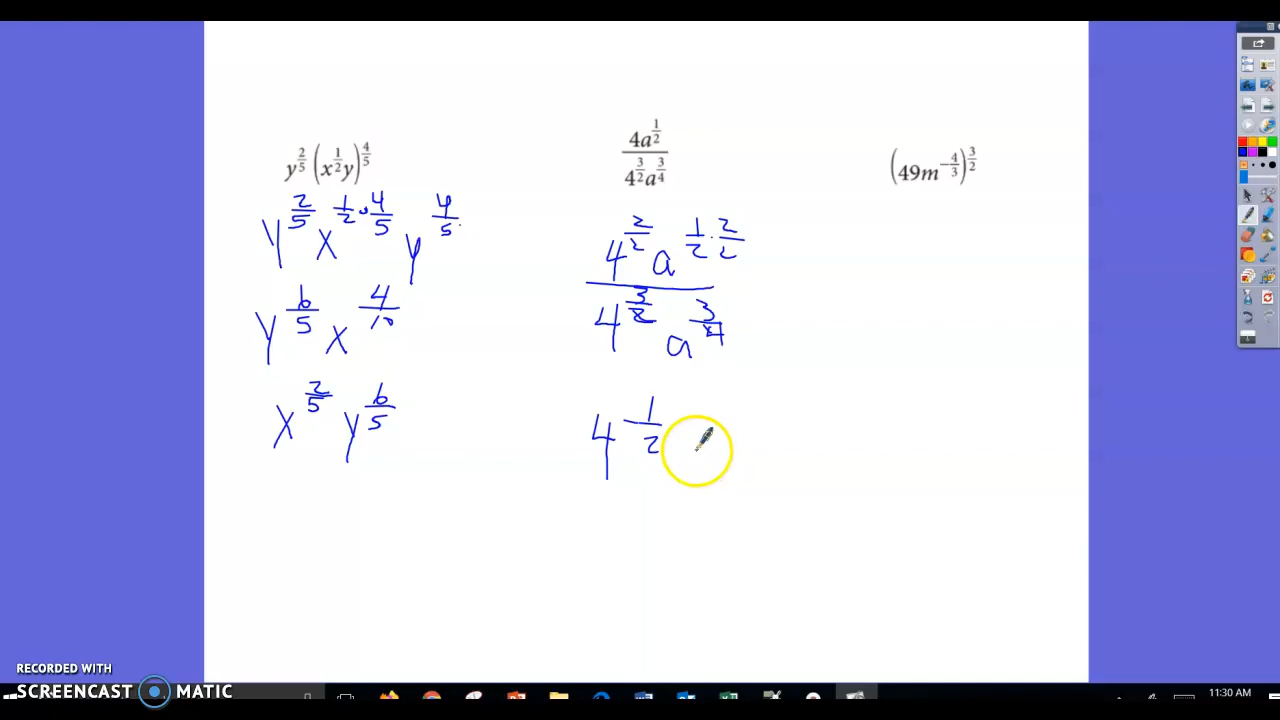 y^{2/5} (x^{1/2}y)^{4/5}
y^{2/5} x^{1/2 · 4/5} y^{4/5}
y^{6/5} x^{4/10}
x^{2/5} y^{6/5}
4a^{1/2} / 4^{3/2}a^{3/4}
4^{2/2} a^{1/2 · 2/2} / 4^{3/2} a^{3/4}
4^{-1/2}
(49m^{-4/3})^{3/2}
RECORDED WITH
SCREENCAST MATIC
11:30 AM